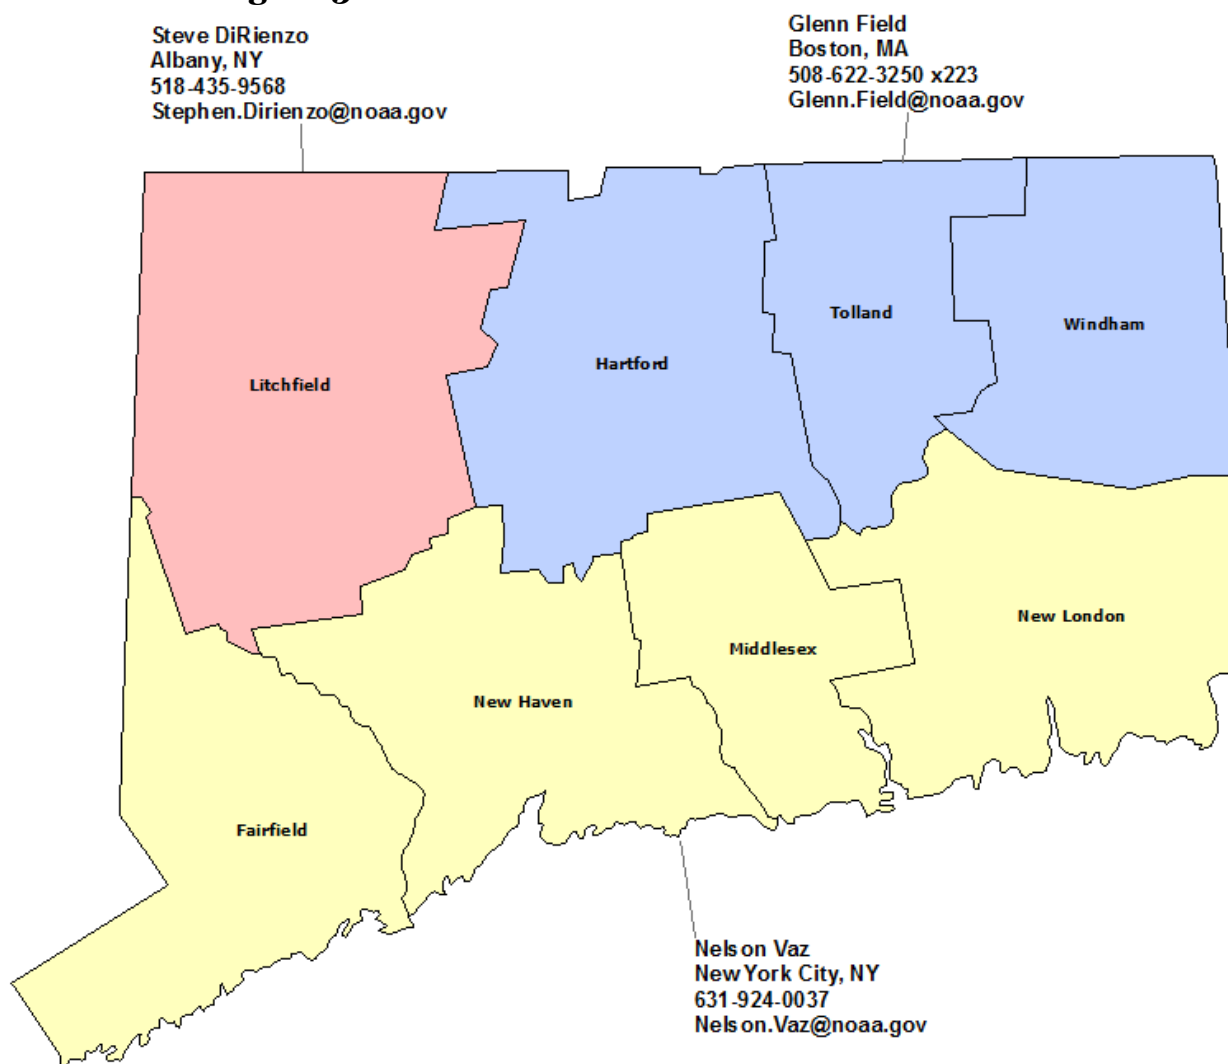 Steve DiRienzo
Albany, NY
518-435-9568
Stephen.Dirienzo@noaa.gov
Glenn Field
Boston, MA
508-622-3250 x223
Glenn.Field@noaa.gov
Tolland
Windham
Hartford
Litchfield
New London
Middlesex
New Haven
Fairfield
Nelson Vaz
New York City, NY
631-924-0037
Nelson.Vaz@noaa.gov